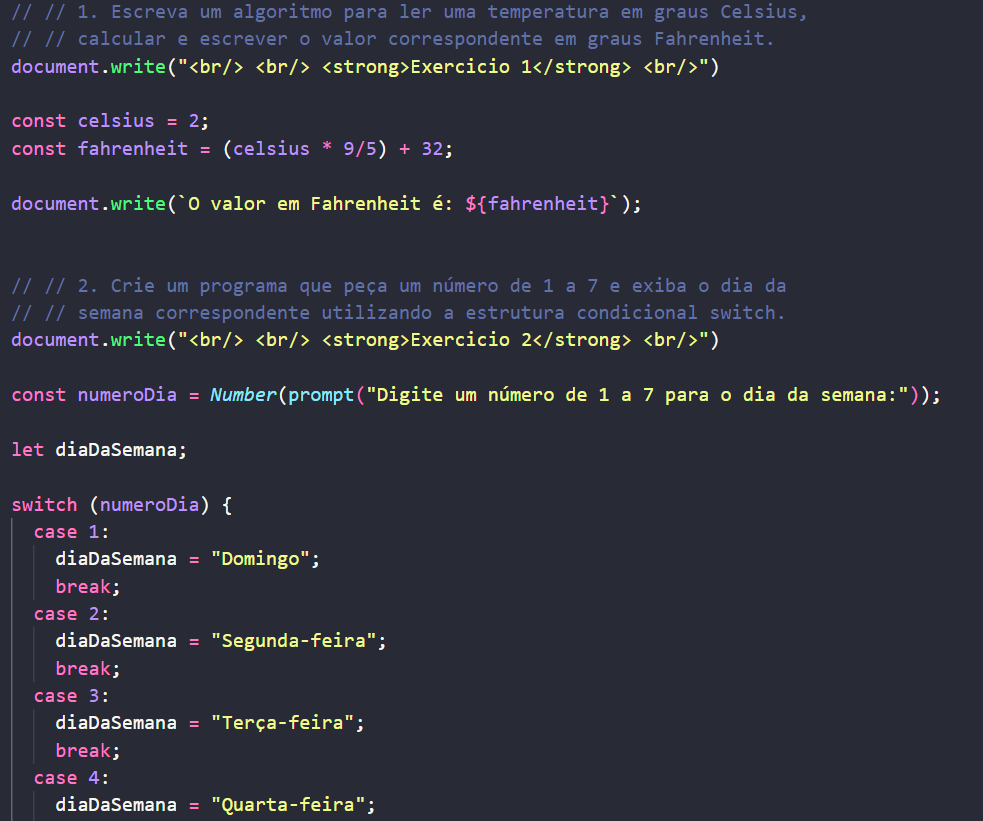 // // 1. Escreva um algoritmo para ler uma temperatura em graus Celsius,
// // calcular e escrever o valor correspondente em graus Fahrenheit.
document.write("<br/> <br/> <strong>Exercicio 1</strong> <br/>")
const celsius = 2;
const fahrenheit = (celsius * 9/5) + 32;
document.write(`O valor em Fahrenheit é: ${fahrenheit}`);
// // 2. Crie um programa que peça um número de 1 a 7 e exiba o dia da
// // semana correspondente utilizando a estrutura condicional switch.
document.write("<br/> <br/> <strong>Exercicio 2</strong> <br/>")
const numeroDia = Number(prompt("Digite um número de 1 a 7 para o dia da semana:"));
let diaDaSemana;
switch (numeroDia) {
  case 1:
    diaDaSemana = "Domingo";
    break;
  case 2:
    diaDaSemana = "Segunda-feira";
    break;
  case 3:
    diaDaSemana = "Terça-feira";
    break;
  case 4:
    diaDaSemana = "Quarta-feira";